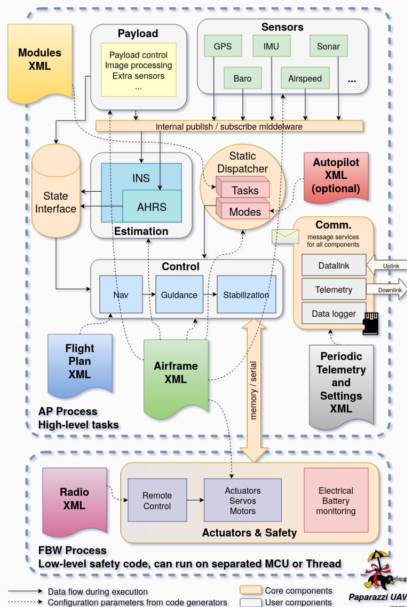 Payload
Payload control
Image processing
Extra sensors
...
Sensors
GPS
IMU
Sonar
Baro
Airspeed
...
Modules
XML
Internal publish / subscribe middleware
State
Interface
INS
AHRS
Estimation
Static
Dispatcher
Tasks
Modes
Autopilot
XML
(optional)
Comm.
message services
for all components
Datalink
Telemetry
Data logger
Uplink
Downlink
Control
Nav
Guidance
Stabilization
Flight
Plan
XML
Airframe
XML
memory / serial
Periodic
Telemetry
and
Settings
XML
AP Process
High-level tasks
Radio
XML
Remote
Control
Actuators
Servos
Motors
Electrical
Battery
monitoring
Actuators & Safety
FBW Process
Low-level safety code, can run on separated MCU or Thread
Data flow during execution
Configuration parameters from code generators
Core components
User components
Paparazzi UAV